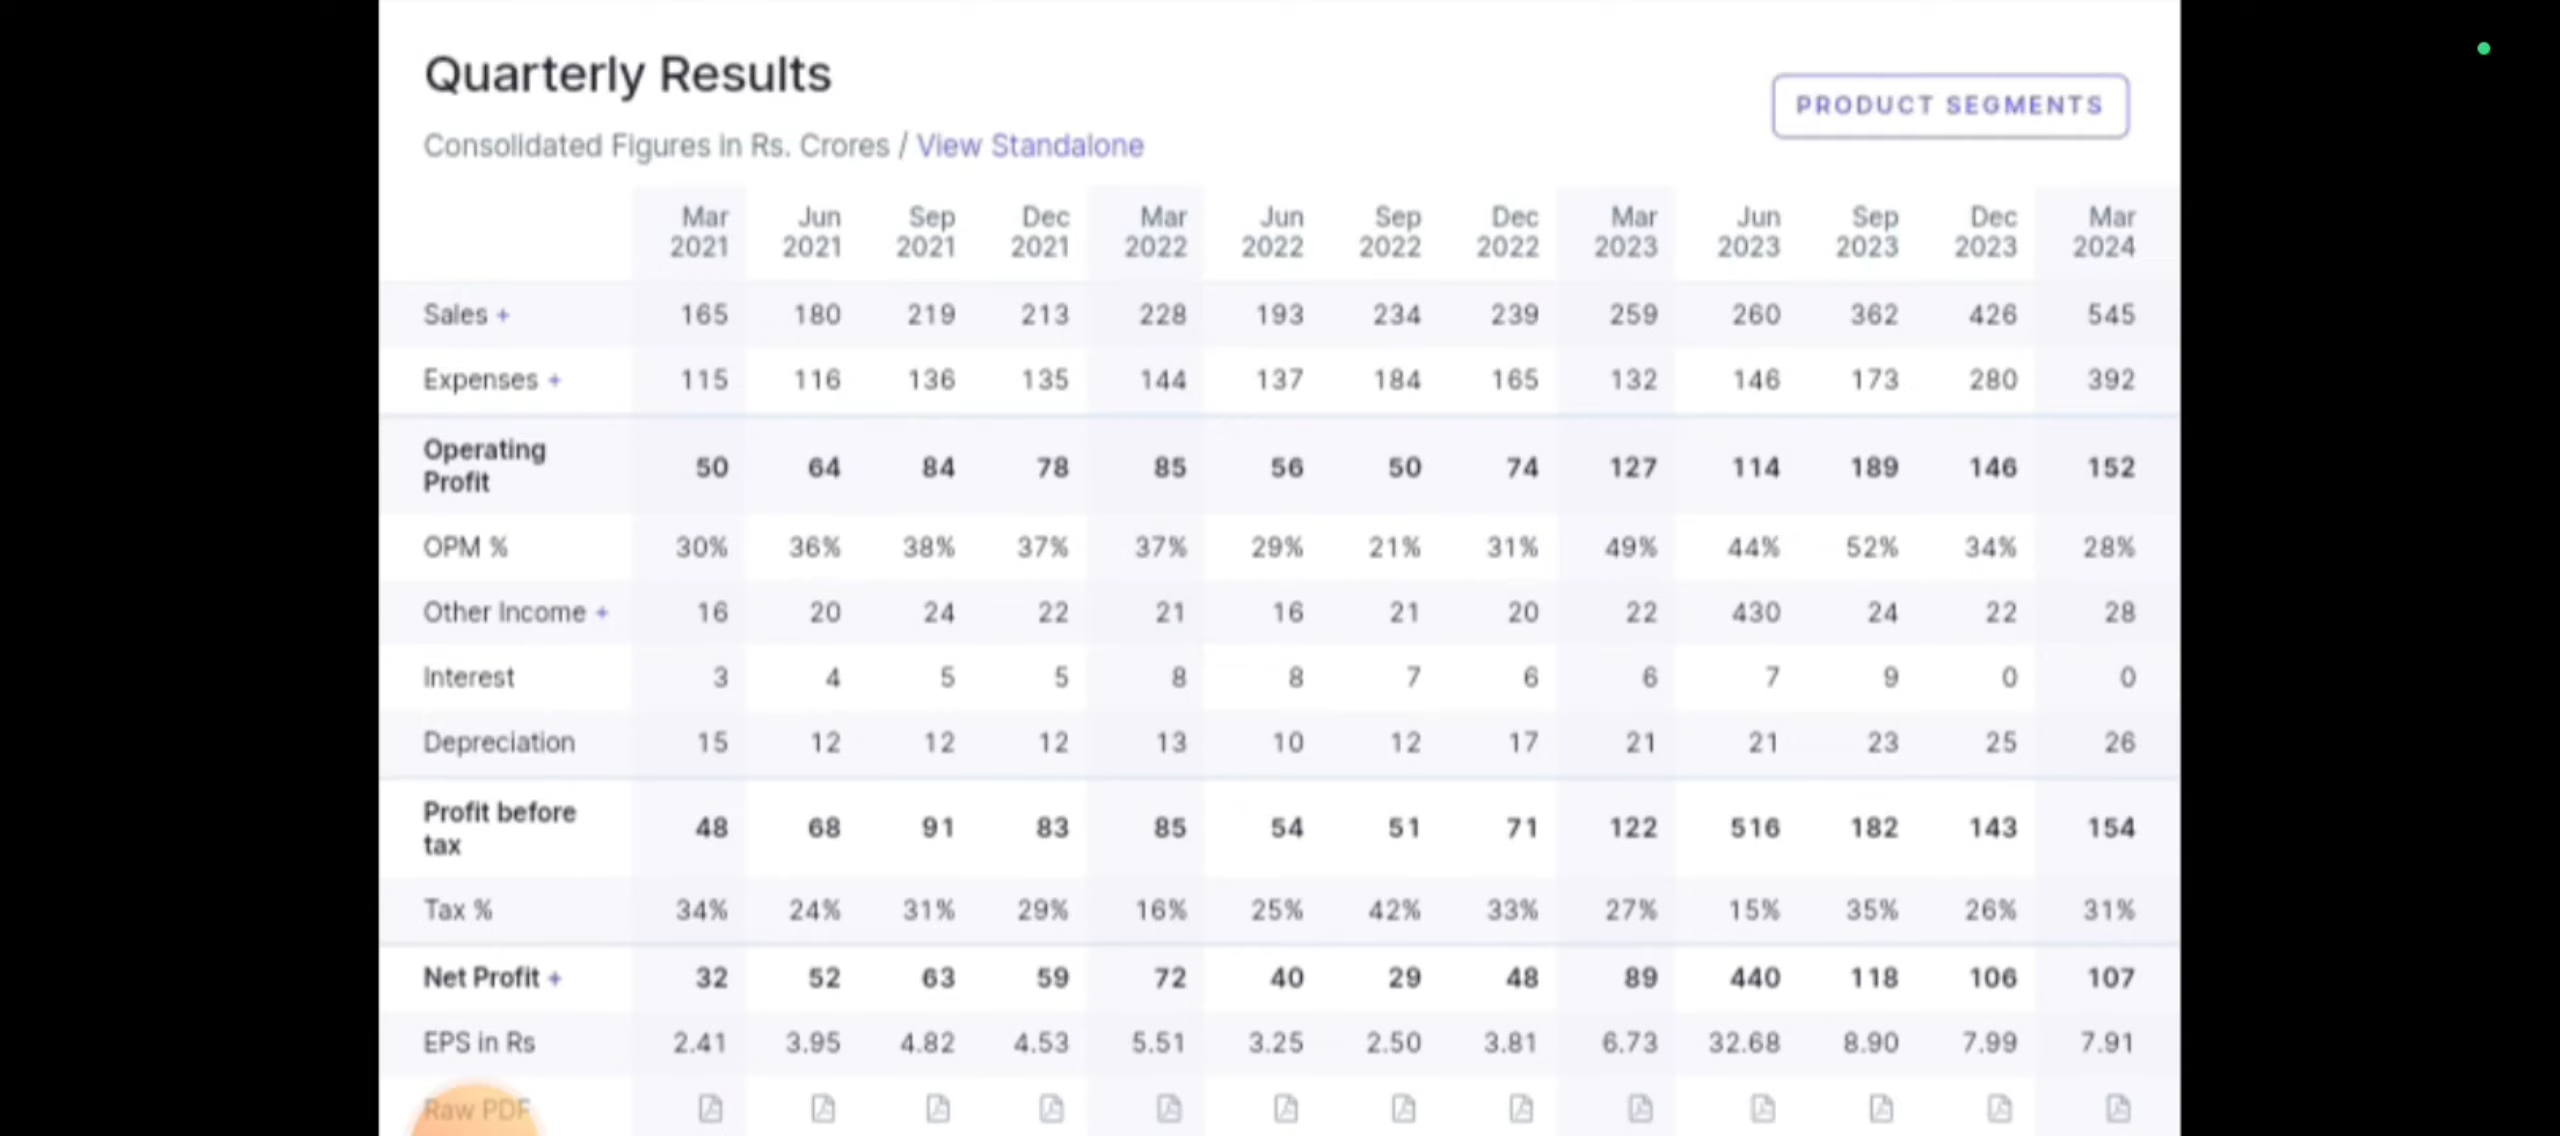 Quarterly Results
PRODUCT SEGMENTS
Consolidated Figures in Rs. Crores / View Standalone
Mar 2021 Jun 2021 Sep 2021 Dec 2021 Mar 2022 Jun 2022 Sep 2022 Dec 2022 Mar 2023 Jun 2023 Sep 2023 Dec 2023 Mar 2024
Sales + 165 180 219 213 228 193 234 239 259 260 362 426 545
Expenses + 115 116 136 135 144 137 184 165 132 146 173 280 392
Operating Profit 50 64 84 78 85 56 50 74 127 114 189 146 152
OPM % 30% 36% 38% 37% 37% 29% 21% 31% 49% 44% 52% 34% 28%
Other Income + 16 20 24 22 21 16 21 20 22 430 24 22 28
Interest 3 4 5 5 8 8 7 6 6 7 9 0 0
Depreciation 15 12 12 12 13 10 12 17 21 21 23 25 26
Profit before tax 48 68 91 83 85 54 51 71 122 516 182 143 154
Tax % 34% 24% 31% 29% 16% 25% 42% 33% 27% 15% 35% 26% 31%
Net Profit + 32 52 63 59 72 40 29 48 89 440 118 106 107
EPS in Rs 2.41 3.95 4.82 4.53 5.51 3.25 2.50 3.81 6.73 32.68 8.90 7.99 7.91
Raw PDF